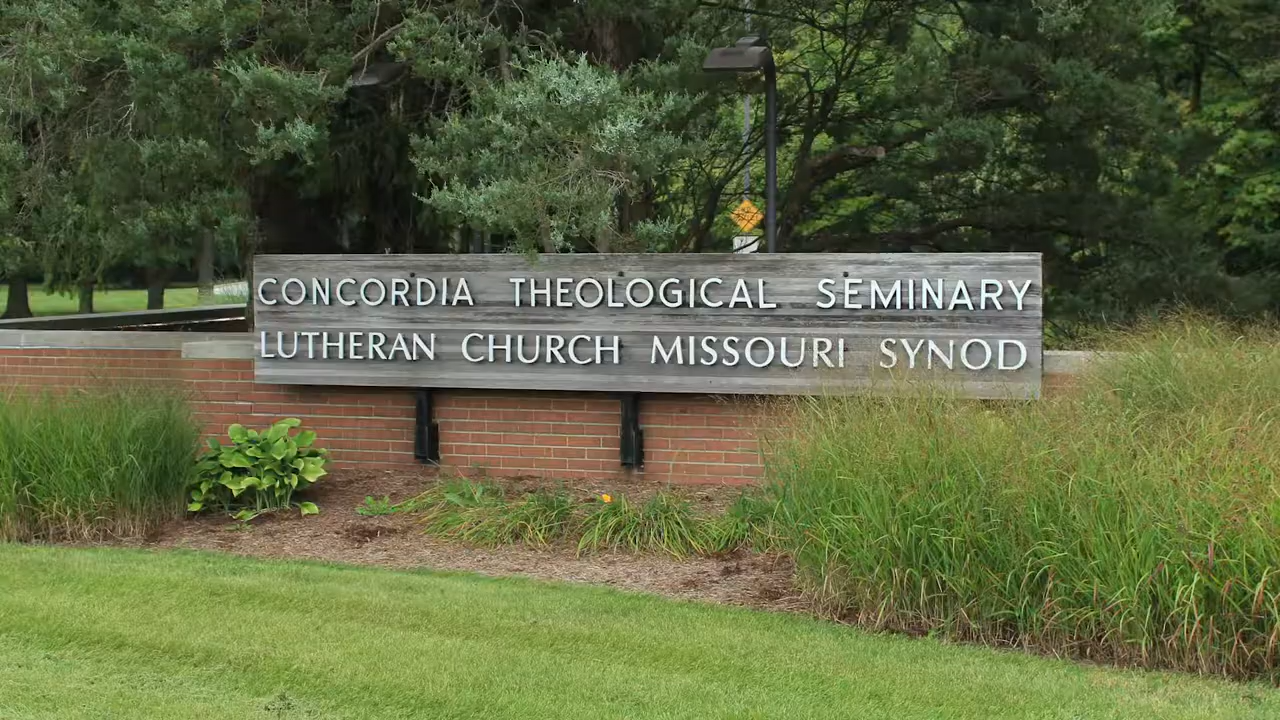 CONCORDIA THEOLOGICAL SEMINARY
LUTHERAN CHURCH MISSOURI SYNOD